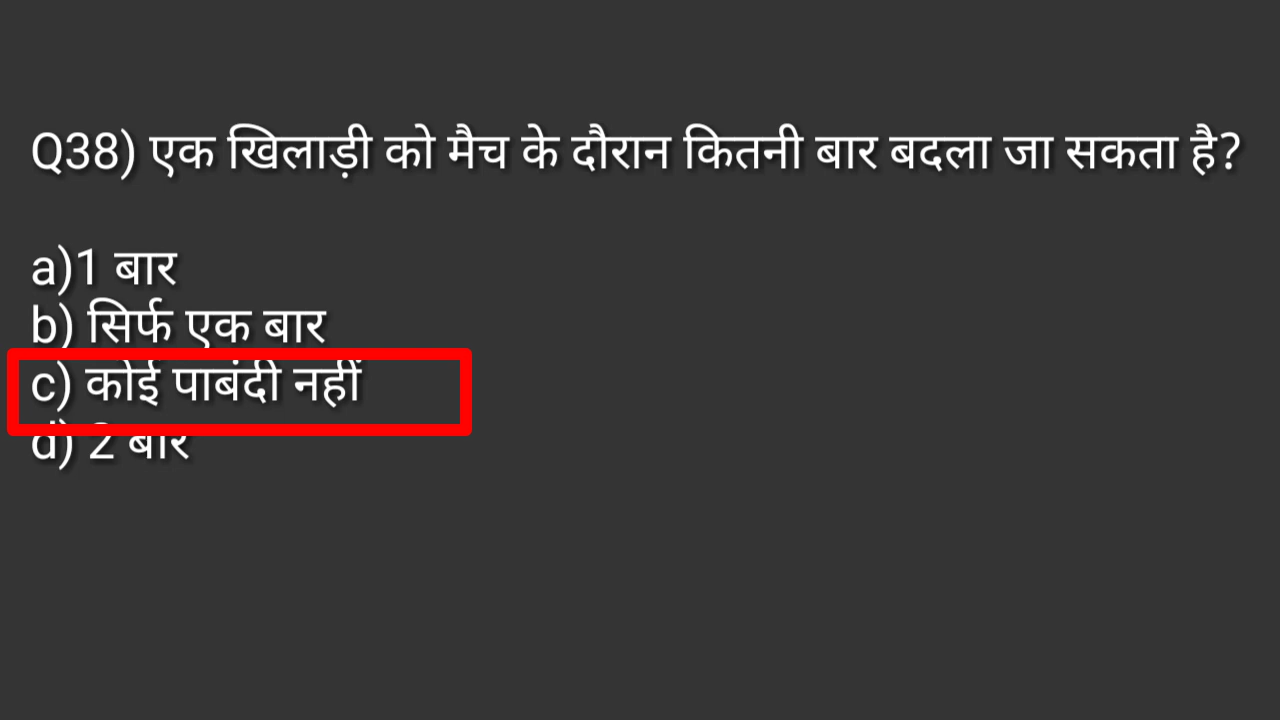 Q38) एक खिलाड़ी को मैच के दौरान कितनी बार बदला जा सकता है?
a)1 बार
b) सिर्फ एक बार
c) कोई पाबंदी नहीं
d) 2 बार